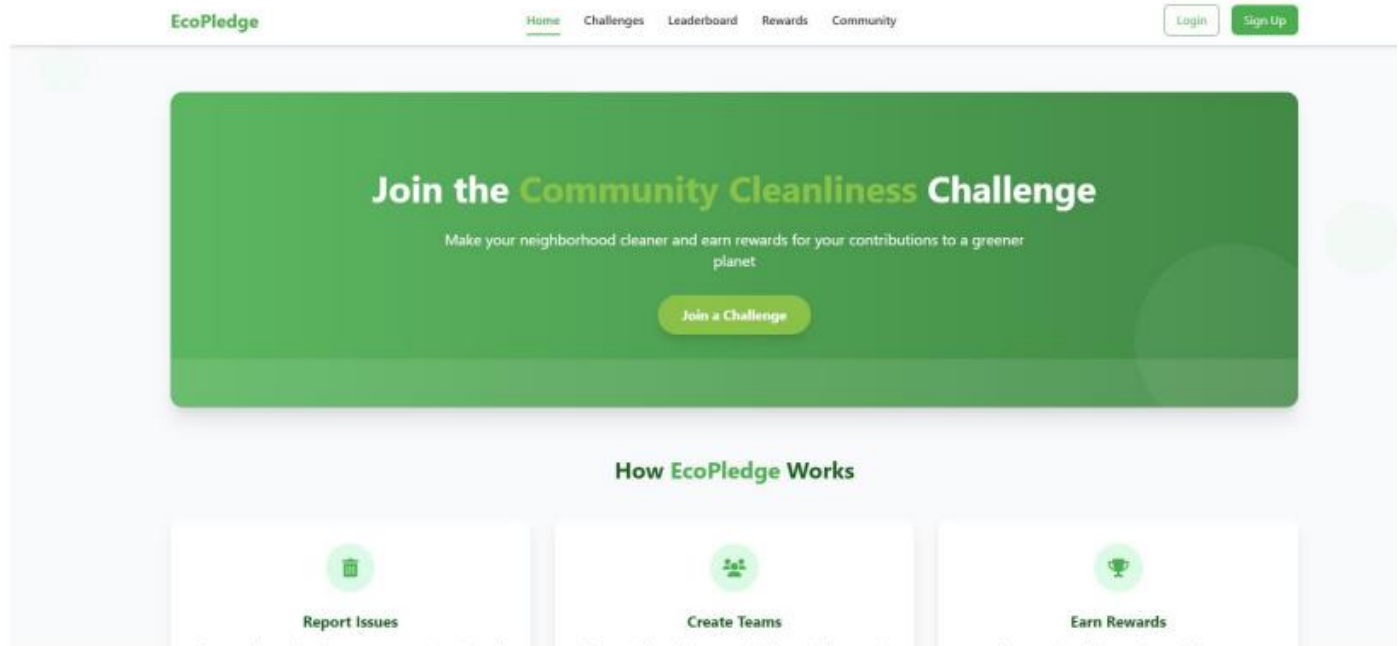 EcoPledge
Home Challenges Leaderboard Rewards Community
Login Sign Up
Join the Community Cleanliness Challenge
Make your neighborhood cleaner and earn rewards for your contributions to a greener
planet
Join a Challenge
How EcoPledge Works
Report Issues
Create Teams
Earn Rewards